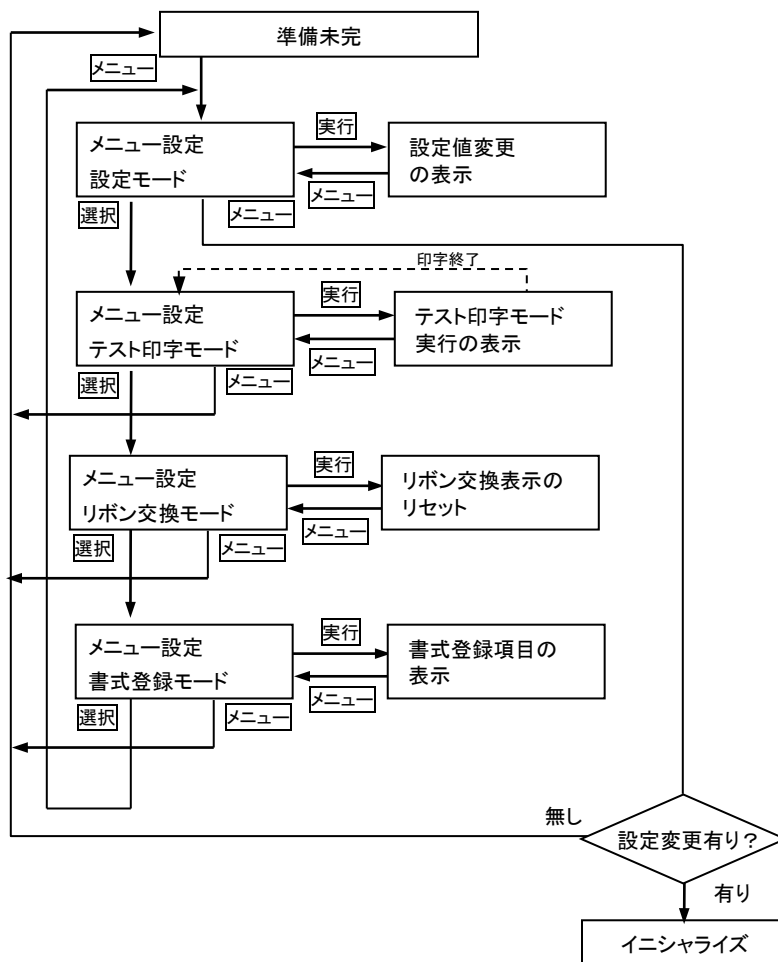 準備未完
メニュー
メニュー設定
設定モード
実行
メニュー
設定値変更
の表示
選択
メニュー
印字終了
メニュー設定
テスト印字モード
実行
メニュー
テスト印字モード
実行の表示
選択
メニュー
メニュー設定
リボン交換モード
実行
メニュー
リボン交換表示の
リセット
選択
メニュー
メニュー設定
書式登録モード
実行
メニュー
書式登録項目の
表示
選択
メニュー
無し
設定変更有り？
有り
イニシャライズ